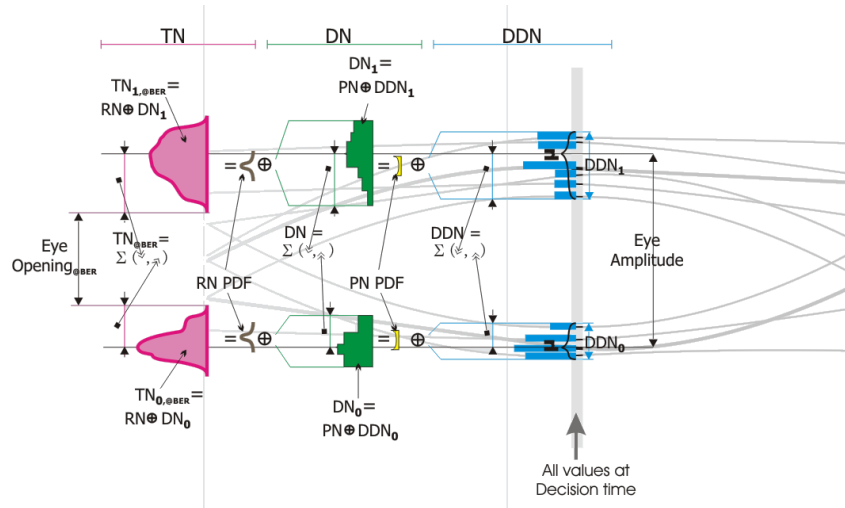 TN
DN
DDN
TN1,@BER=
RN⊕DN1
DN1=
PN⊕DDN1
=
⊕
=
⊕
DDN1
Eye
Opening@BER
TN@BER=
Σ (↡,↟)
RN PDF
DN =
Σ (↡,↟)
PN PDF
DDN =
Σ (↡,↟)
Eye
Amplitude
=
⊕
=
⊕
DDN0
TN0,@BER=
RN⊕DN0
DN0=
PN⊕DDN0
All values at
Decision time